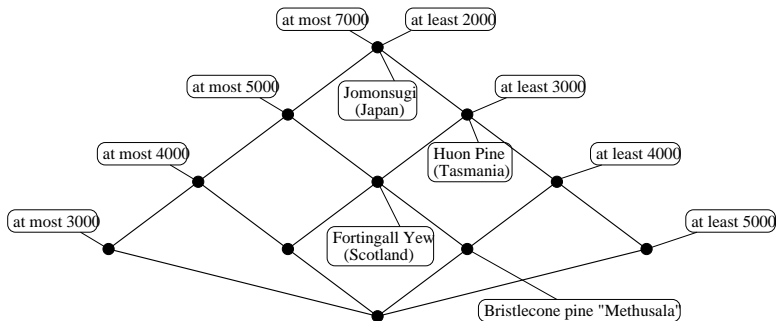 at most 7000
at least 2000
at most 5000
Jomonsugi
(Japan)
at least 3000
at most 4000
Huon Pine
(Tasmania)
at least 4000
at most 3000
Fortingall Yew
(Scotland)
at least 5000
Bristlecone pine "Methusala"